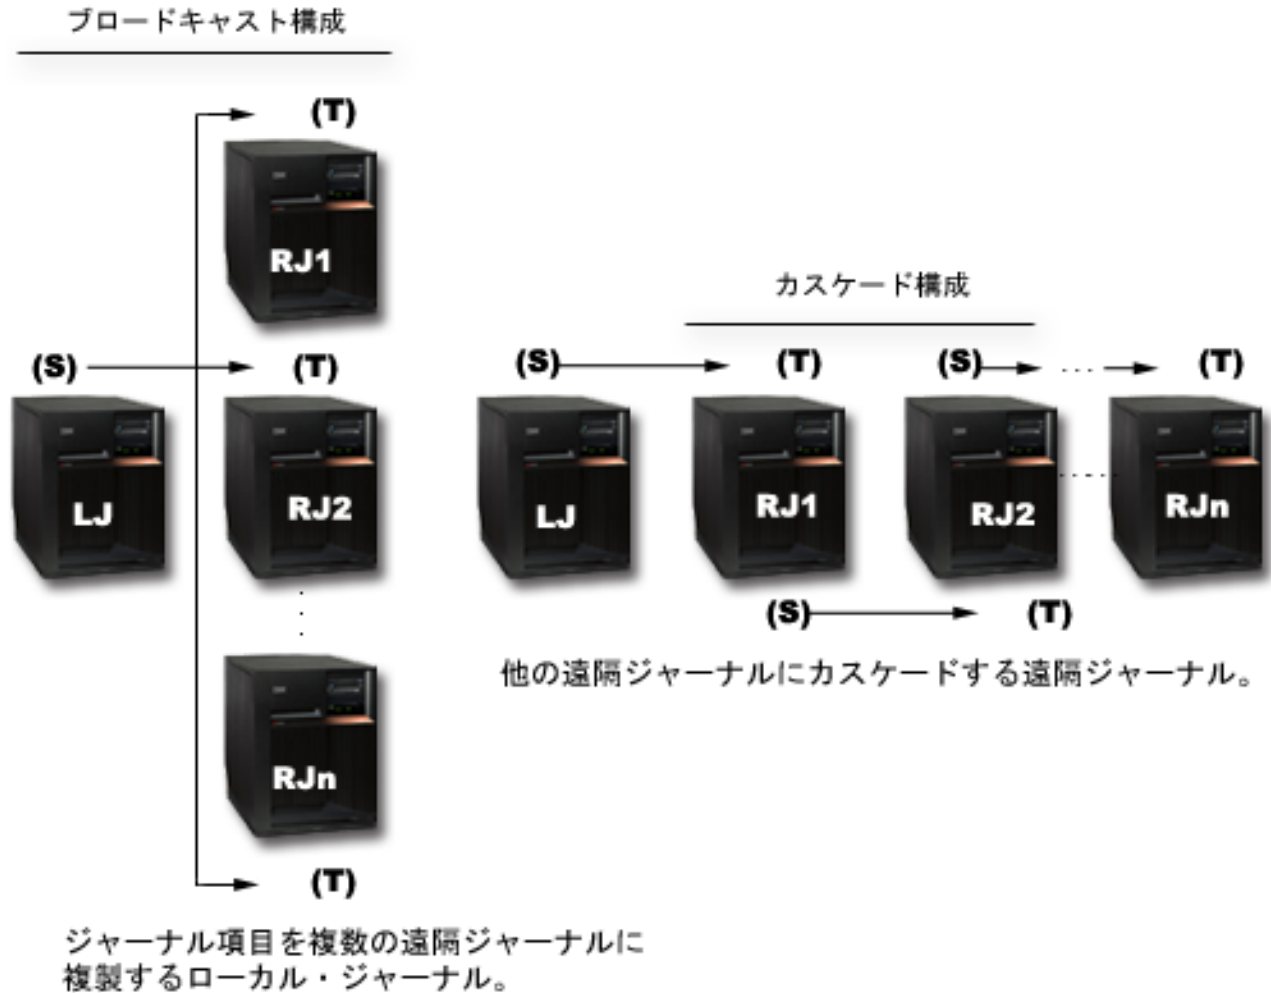 ブロードキャスト構成
(T)
RJ1
(S)
(T)
LJ
RJ2
RJn
(T)
ジャーナル項目を複数の遠隔ジャーナルに
複製するローカル・ジャーナル。
カスケード構成
(S)
(T)
(S)
...
(T)
LJ
RJ1
RJ2
RJn
(S)
(T)
他の遠隔ジャーナルにカスケードする遠隔ジャーナル。